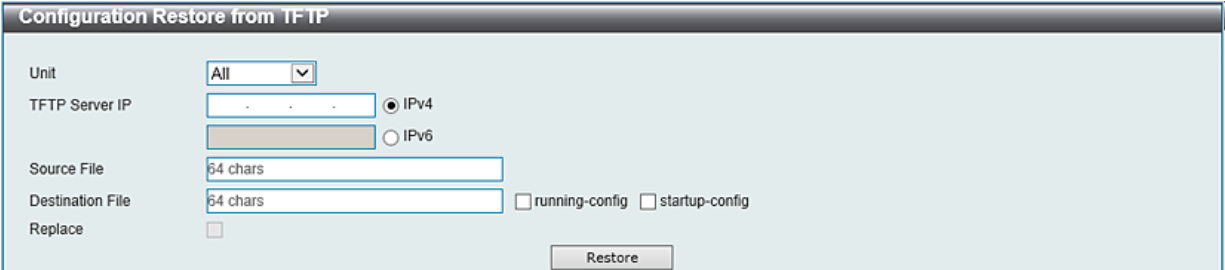 Configuration Restore from TFTP
Unit All
TFTP Server IP . . . IPv4
IPv6
Source File 64 chars
Destination File 64 chars running-config startup-config
Replace
Restore